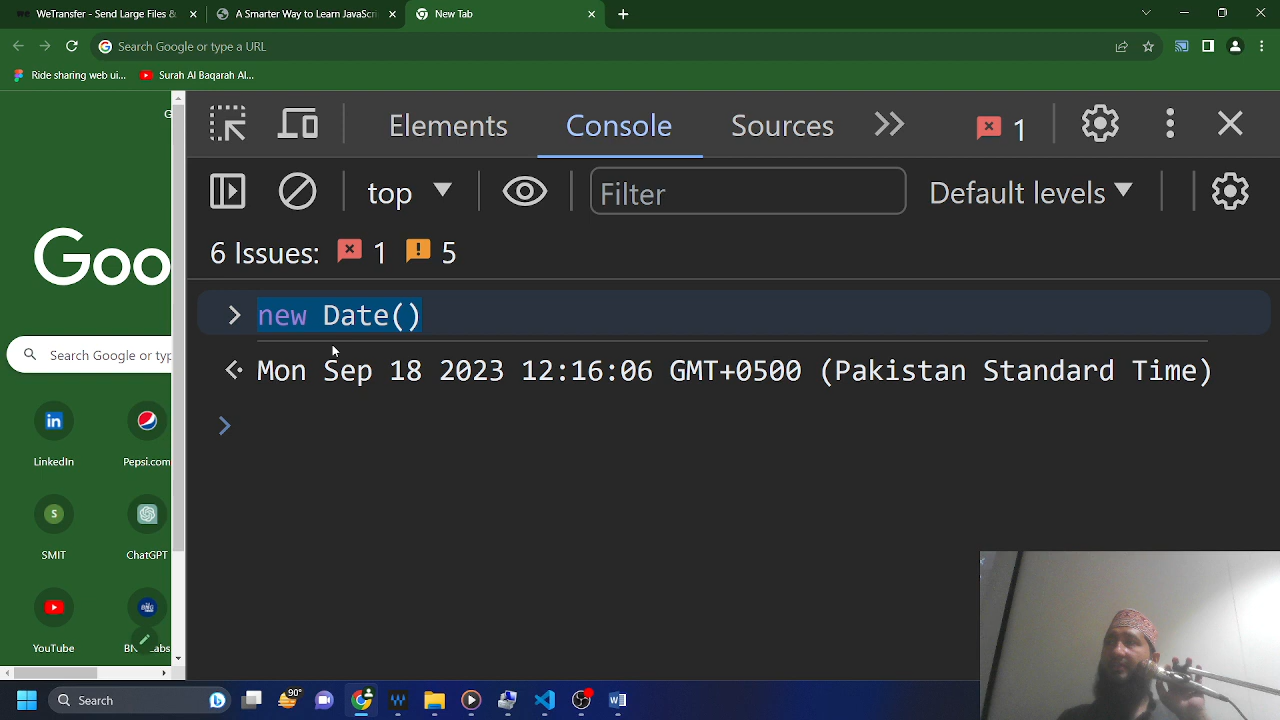 WeTransfer - Send Large Files &
A Smarter Way to Learn JavaScri
New Tab
Search Google or type a URL
Ride sharing web ui...
Surah Al Baqarah Al...
G
Elements
Console
Sources
1
top
Filter
Default levels
6 Issues:
1
5
Goo
> new Date()
Mon Sep 18 2023 12:16:06 GMT+0500 (Pakistan Standard Time)
>
Search Google or typ
in
LinkedIn
Pepsi.com
S
SMIT
ChatGPT
YouTube
Search
90°